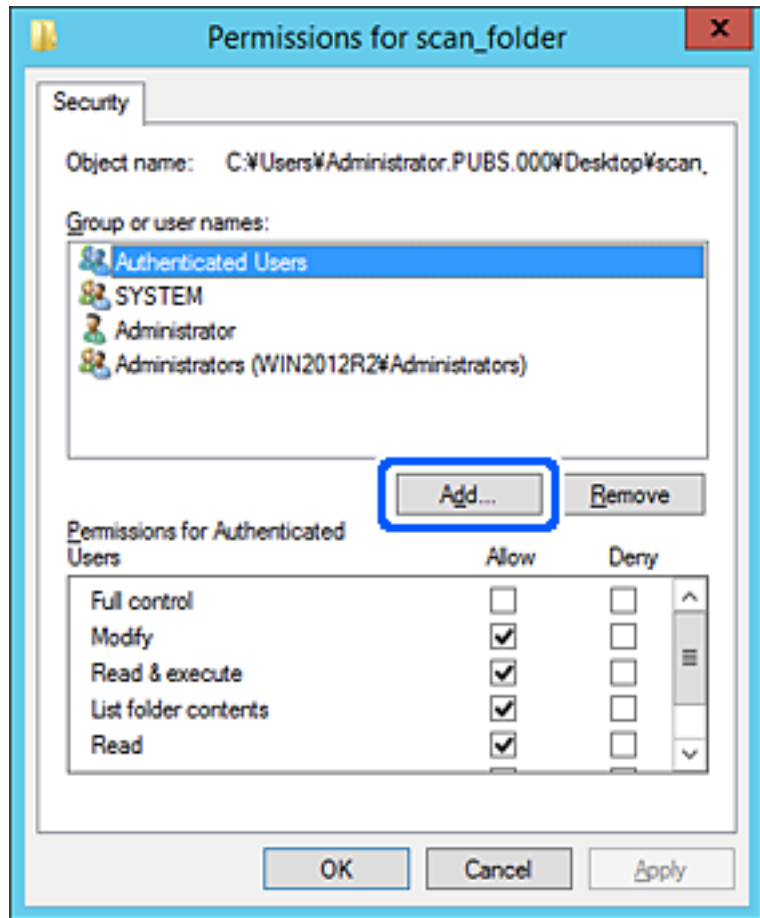 Permissions for scan_folder
x
Security
Object name: C:¥Users¥Administrator.PUBS.000¥Desktop¥scan_
Group or user names:
Authenticated Users
SYSTEM
Administrator
Administrators (WIN2012R2¥Administrators)
Add... Remove
Permissions for Authenticated
Users Allow Deny
Full control
Modify
Read & execute
List folder contents
Read
OK Cancel Apply